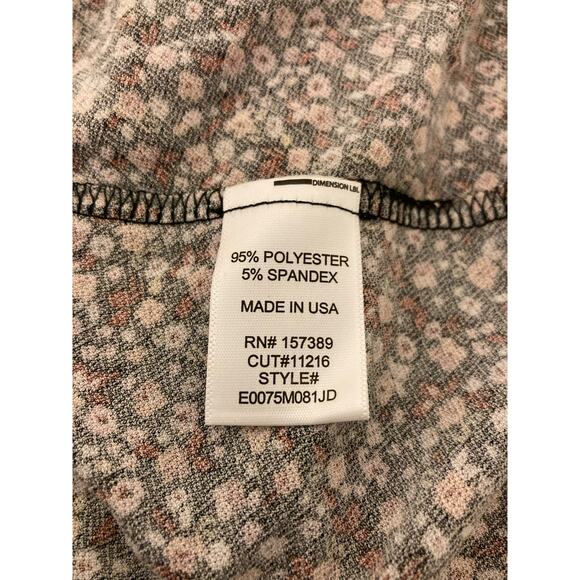 DIMENSION LBL
95% POLYESTER
5% SPANDEX
MADE IN USA
RN# 157389
CUT#11216
STYLE#
E0075M081JD